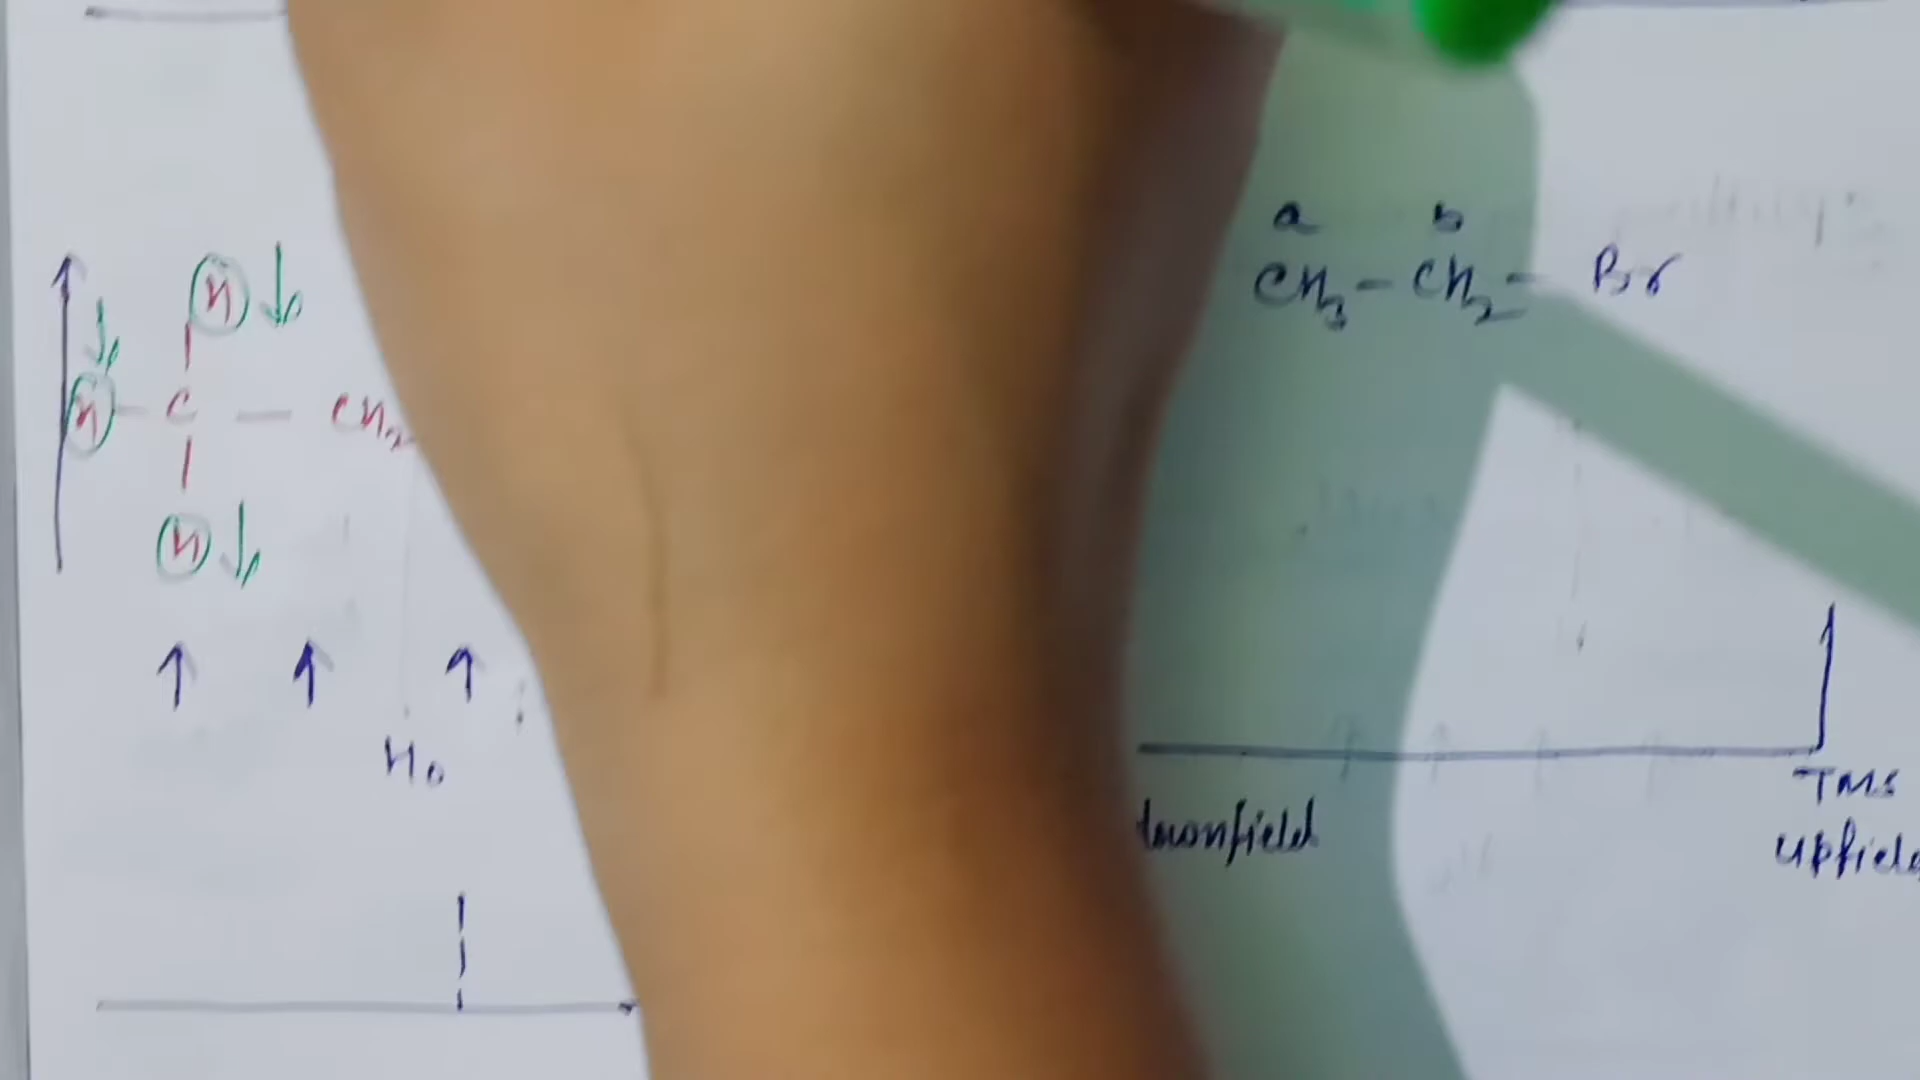 a b
CH3 - CH2 - Br
H
H - C - CH2
H
H0
TMS
downfield upfield